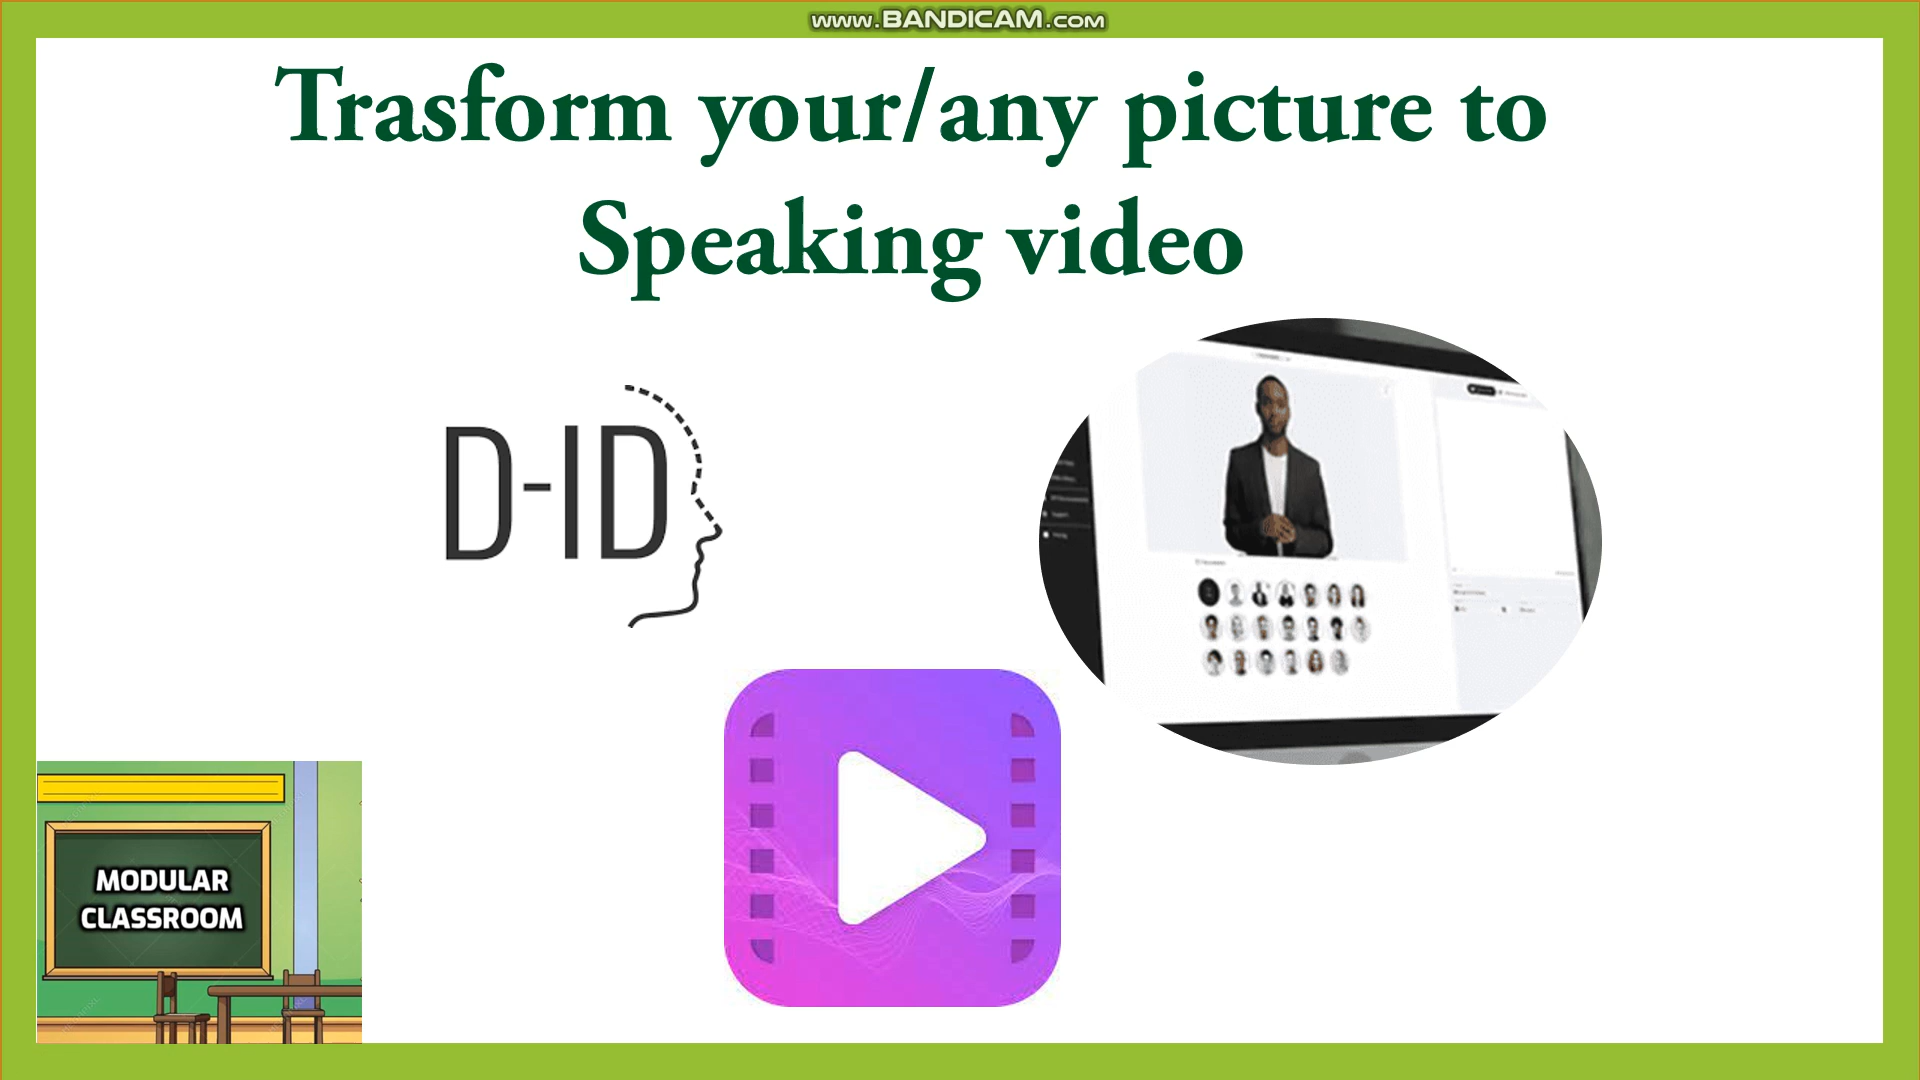 www.BANDICAM.com
Trasform your/any picture to
Speaking video
D-ID
MODULAR
CLASSROOM